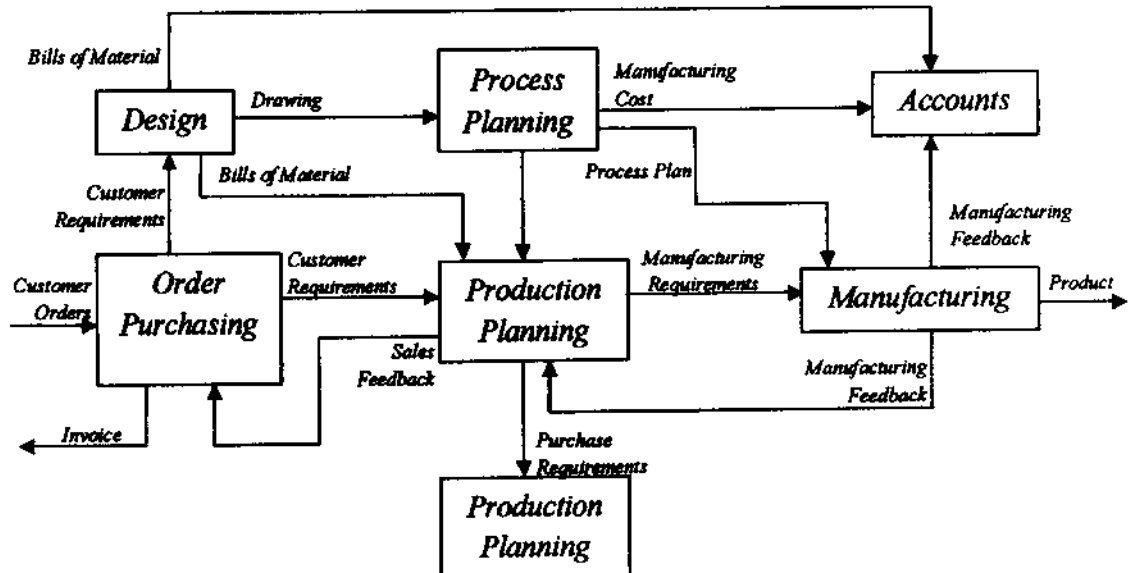 Bills of Material
Design
Drawing
Process
Planning
Manufacturing
Cost
Accounts
Customer
Requirements
Bills of Material
Process Plan
Manufacturing
Feedback
Customer
Orders
Order
Purchasing
Customer
Requirements
Production
Planning
Manufacturing
Requirements
Manufacturing
Product
Sales
Feedback
Manufacturing
Feedback
Invoice
Purchase
Requirements
Production
Planning